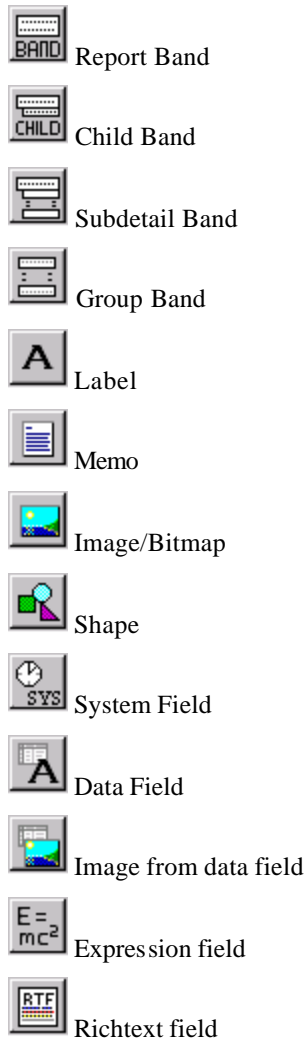 BAND Report Band
CHILD Child Band
Subdetail Band
Group Band
A Label
Memo
Image/Bitmap
Shape
SYS System Field
A Data Field
Image from data field
E=
mc² Expression field
RTF Richtext field